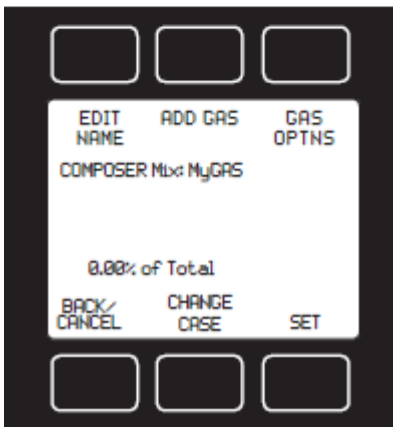 EDIT ADD GAS GAS
NAME OPTNS
COMPOSER Mix: MyGAS
0.00% of Total
BACK/ CHANGE
CANCEL CASE SET